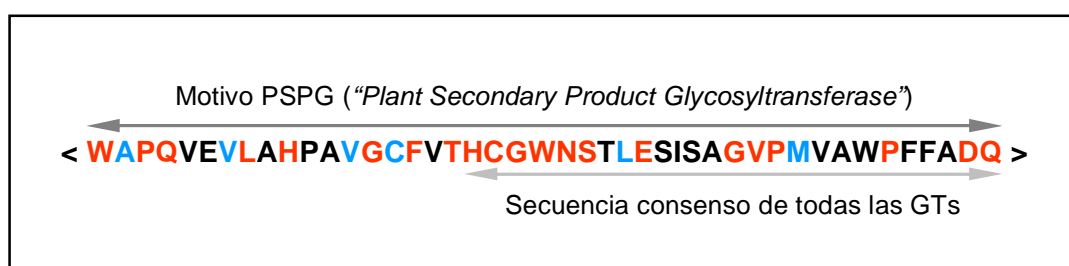 Motivo PSPG (“Plant Secondary Product Glycosyltransferase”)
< WAPQVEVLAHPAVGCFVTHCGWNSTLESISAGVPMVAWPFFADQ >
Secuencia consenso de todas las GTs